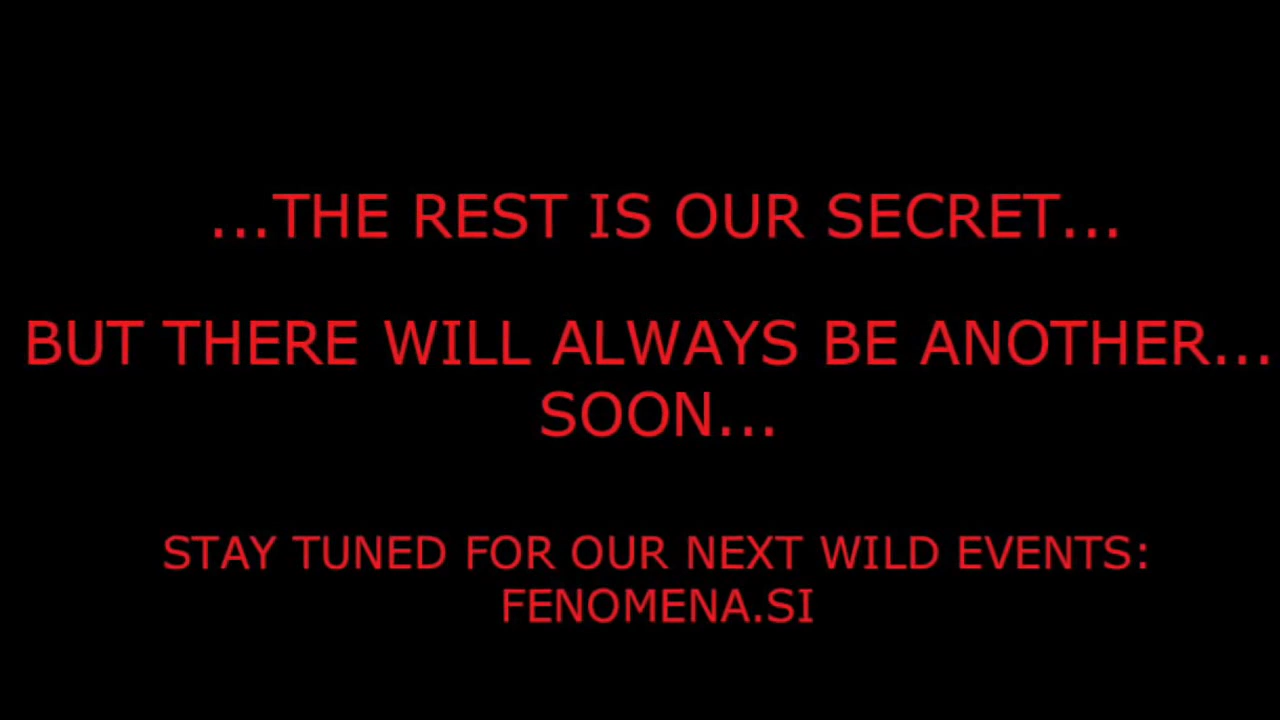 ...THE REST IS OUR SECRET...
BUT THERE WILL ALWAYS BE ANOTHER...
SOON...
STAY TUNED FOR OUR NEXT WILD EVENTS:
FENOMENA.SI